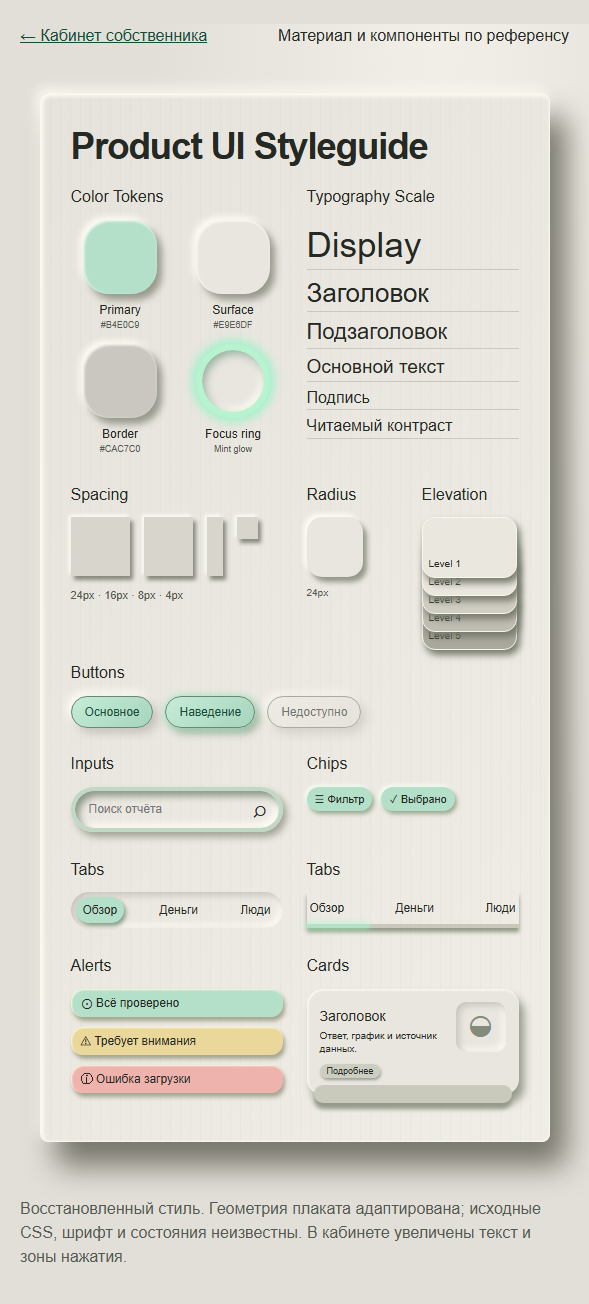 ← Кабинет собственника
Материал и компоненты по референсу
Product UI Styleguide
Color Tokens
Primary
#B4E0C9
Surface
#E9E6DF
Border
#CAC7C0
Focus ring
Mint glow
Typography Scale
Display
Заголовок
Подзаголовок
Основной текст
Подпись
Читаемый контраст
Spacing
24px · 16px · 8px · 4px
Radius
24px
Elevation
Level 1
Level 2
Level 3
Level 4
Level 5
Buttons
Основное
Наведение
Недоступно
Inputs
Поиск отчёта
Chips
☰ Фильтр
✓ Выбрано
Tabs
Обзор Деньги Люди
Tabs
Обзор Деньги Люди
Alerts
Всё проверено
⚠ Требует внимания
Ошибка загрузки
Cards
Заголовок
Ответ, график и источник
данных.
Подробнее
Восстановленный стиль. Геометрия плаката адаптирована; исходные
CSS, шрифт и состояния неизвестны. В кабинете увеличены текст и
зоны нажатия.